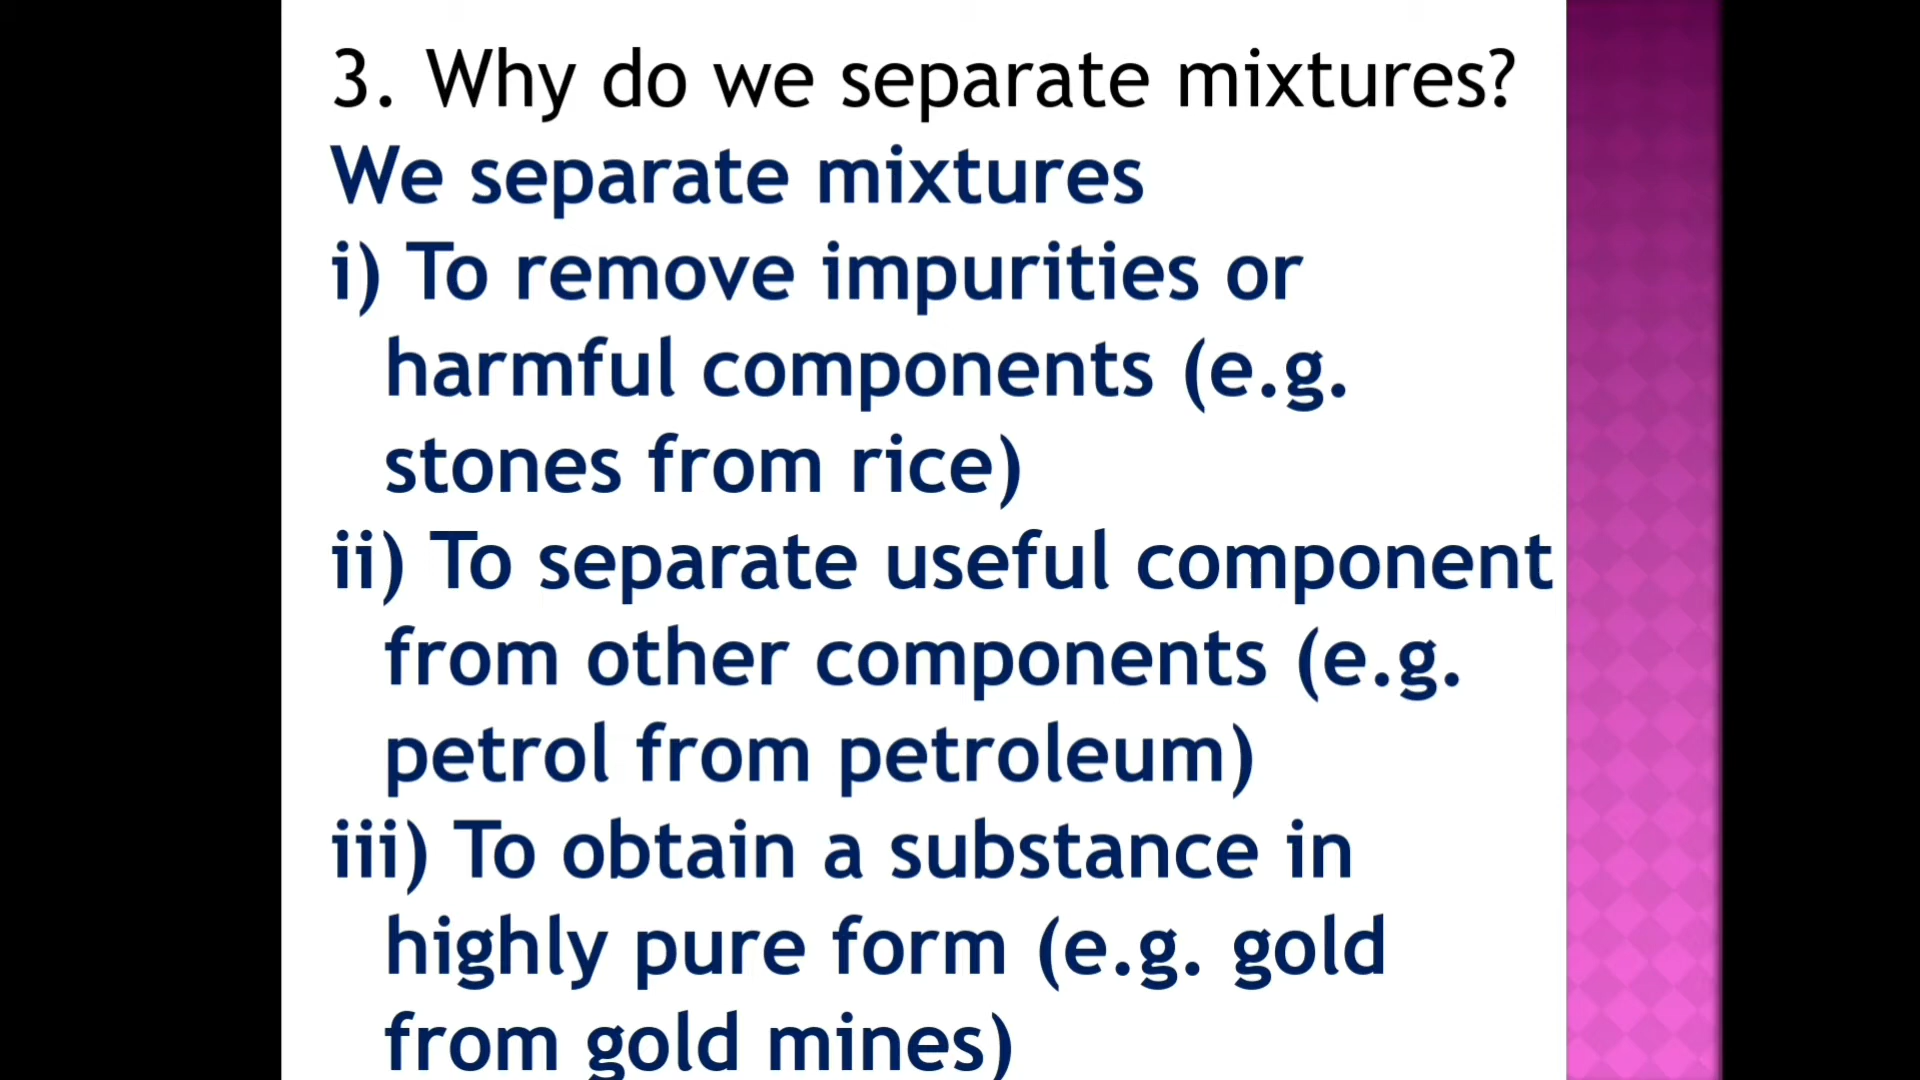 3. Why do we separate mixtures?
We separate mixtures
i) To remove impurities or
harmful components (e.g.
stones from rice)
ii) To separate useful component
from other components (e.g.
petrol from petroleum)
iii) To obtain a substance in
highly pure form (e.g. gold
from gold mines)